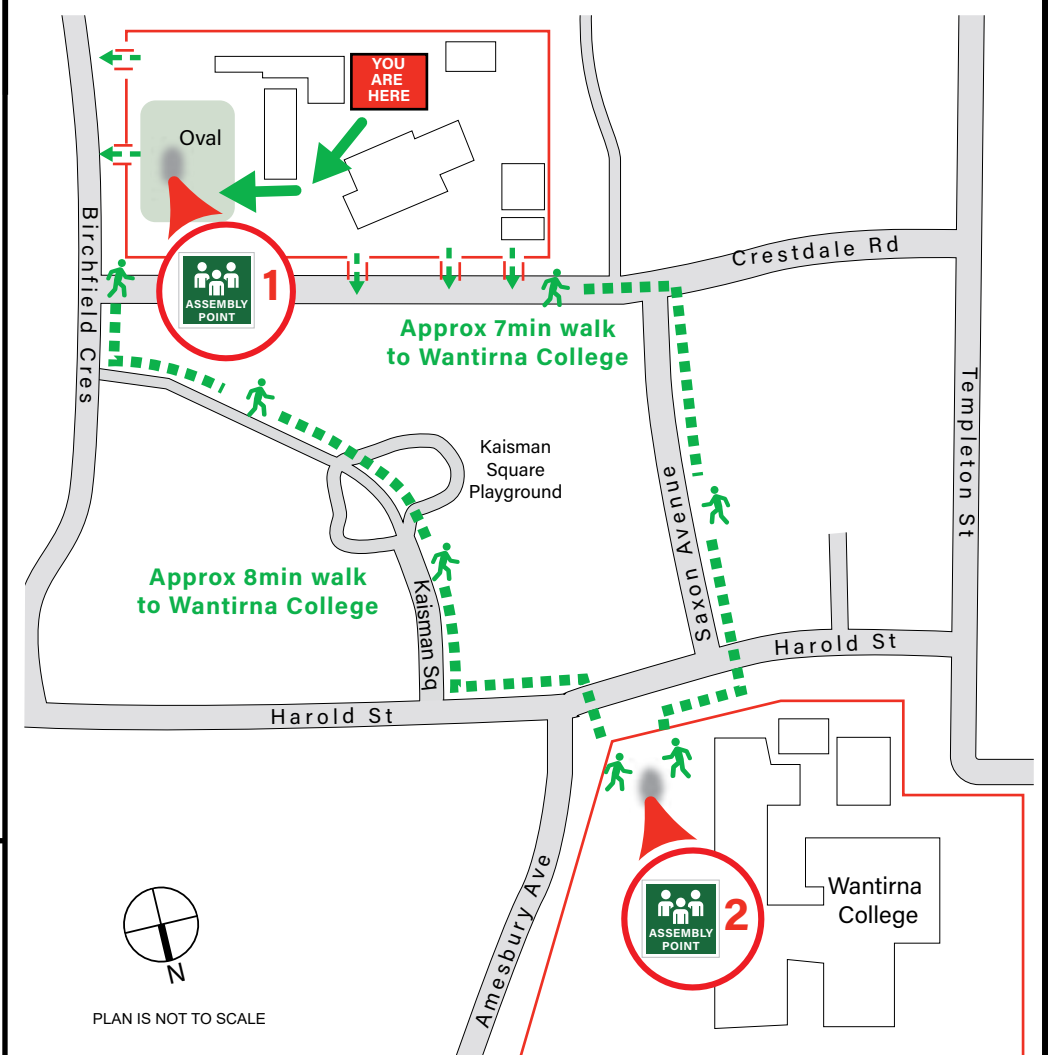 YOU
ARE
HERE
Oval
Birchfield Cres
ASSEMBLY
POINT
1
Crestdale Rd
Approx 7min walk
to Wantirna College
Templeton St
Kaisman
Square
Playground
Saxon Avenue
Approx 8min walk
to Wantirna College
Kaisman Sq
Harold St
Harold St
Amesbury Ave
ASSEMBLY
POINT
2
Wantirna
College
N
PLAN IS NOT TO SCALE